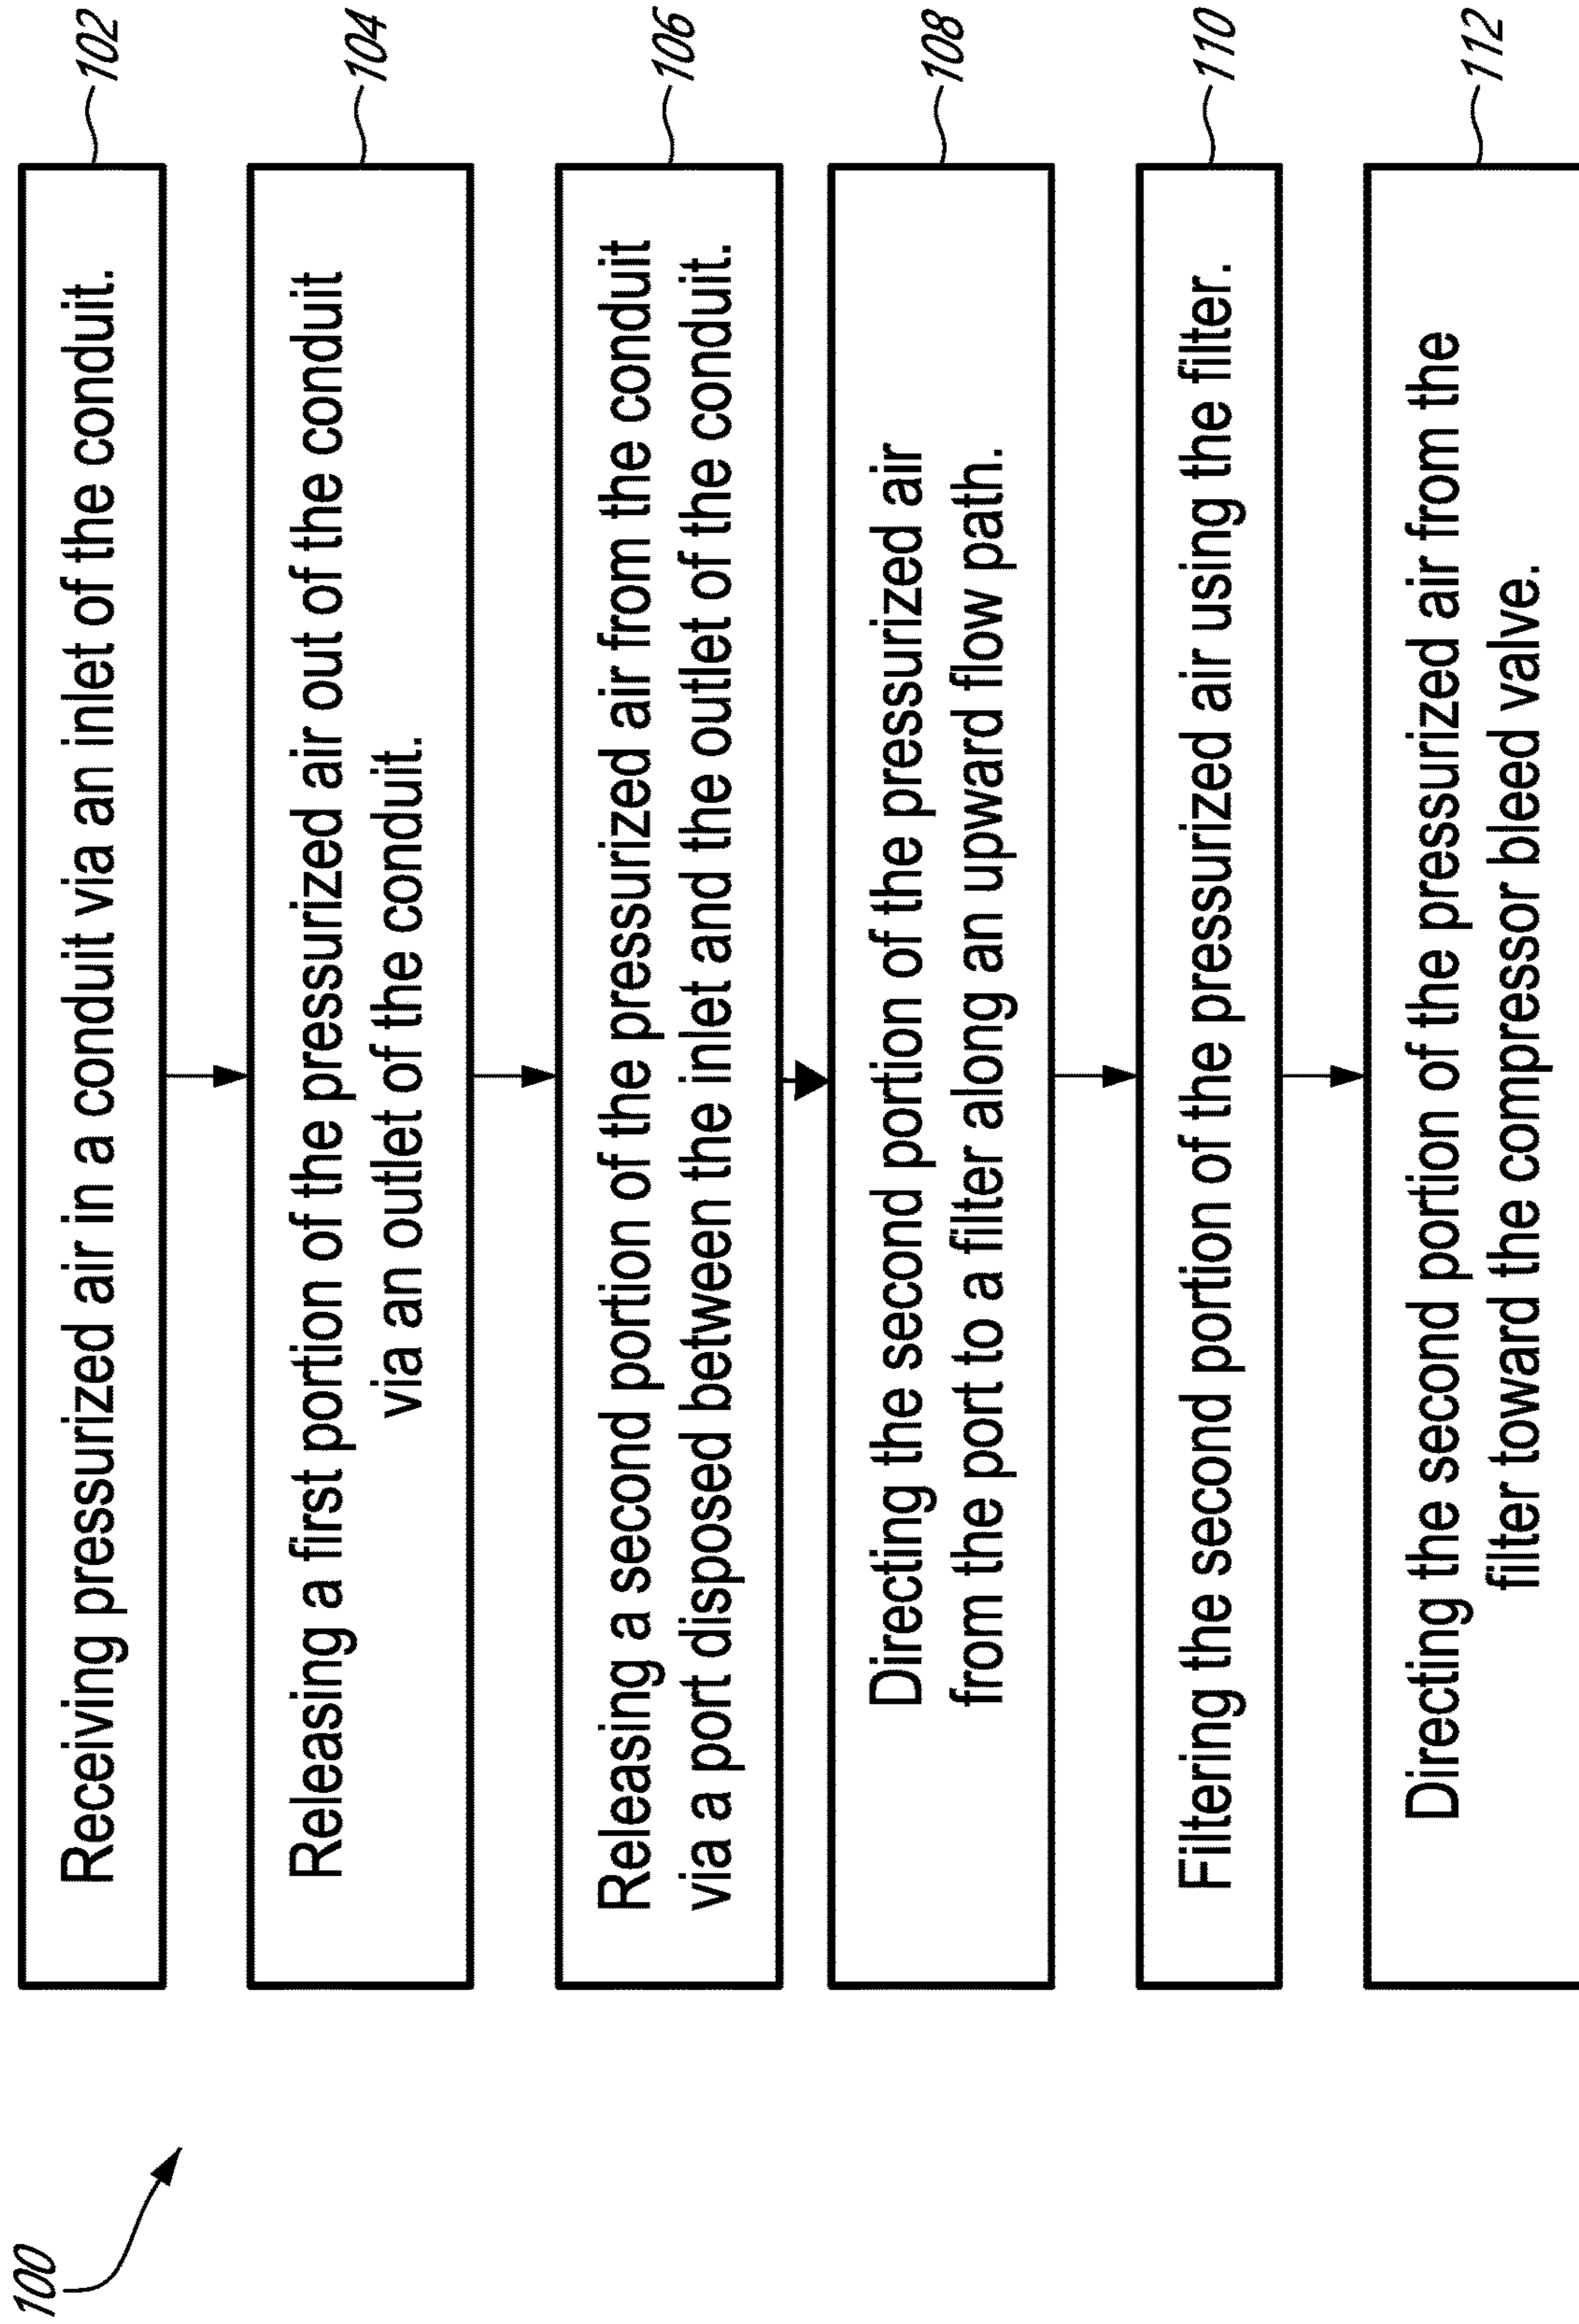 100
Receiving pressurized air in a conduit via an inlet of the conduit.
102
Releasing a first portion of the pressurized air out of the conduit
via an outlet of the conduit.
104
Releasing a second portion of the pressurized air from the conduit
via a port disposed between the inlet and the outlet of the conduit.
106
Directing the second portion of the pressurized air
from the port to a filter along an upward flow path.
108
Filtering the second portion of the pressurized air using the filter.
110
Directing the second portion of the pressurized air from the
filter toward the compressor bleed valve.
112